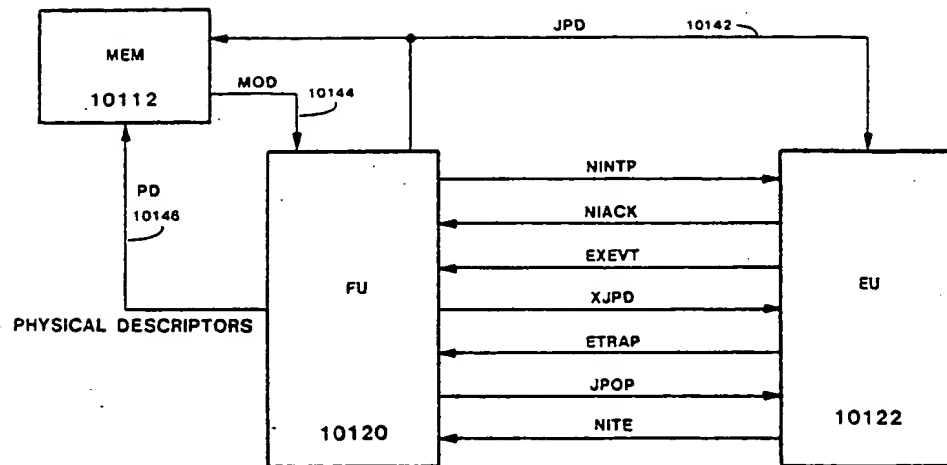 JPD
10142
MEM
10112
MOD
10144
PD
10146
PHYSICAL DESCRIPTORS
FU
10120
NINTP
NIACK
EXEVT
XJPD
ETRAP
JPOP
NITE
EU
10122